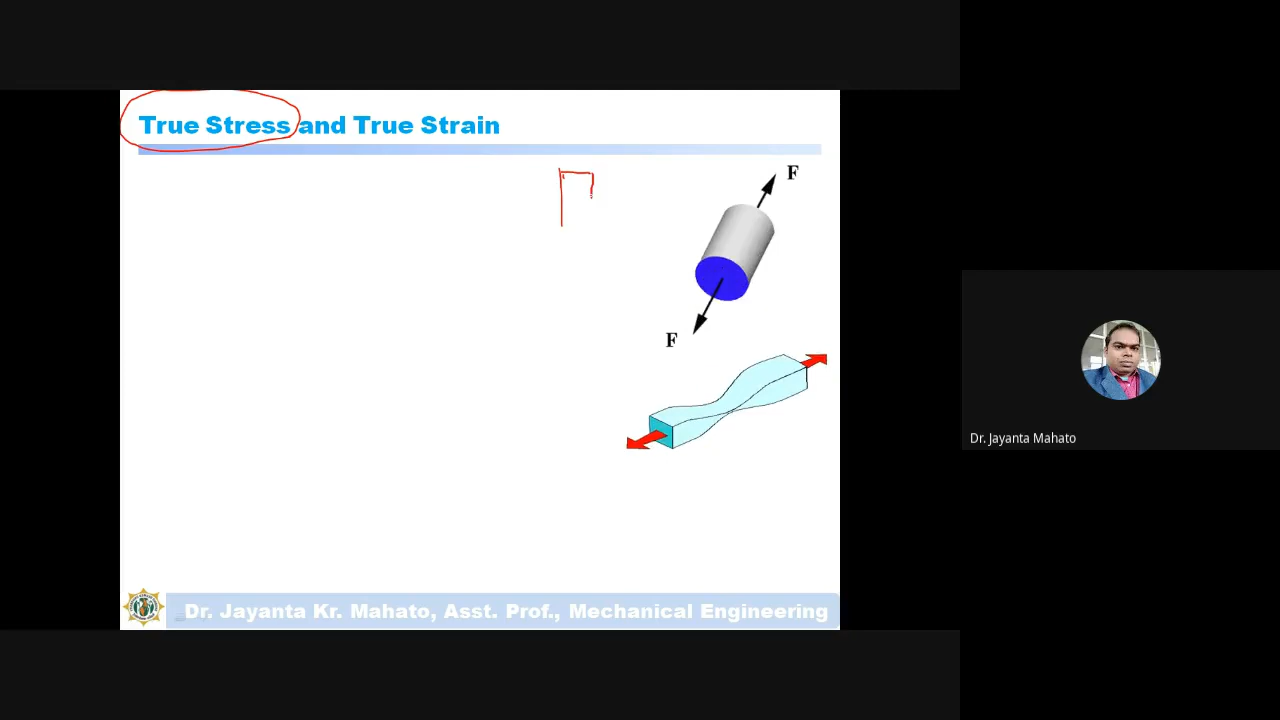 True Stress and True Strain
F
F
Dr. Jayanta Mahato
Dr. Jayanta Kr. Mahato, Asst. Prof., Mechanical Engineering